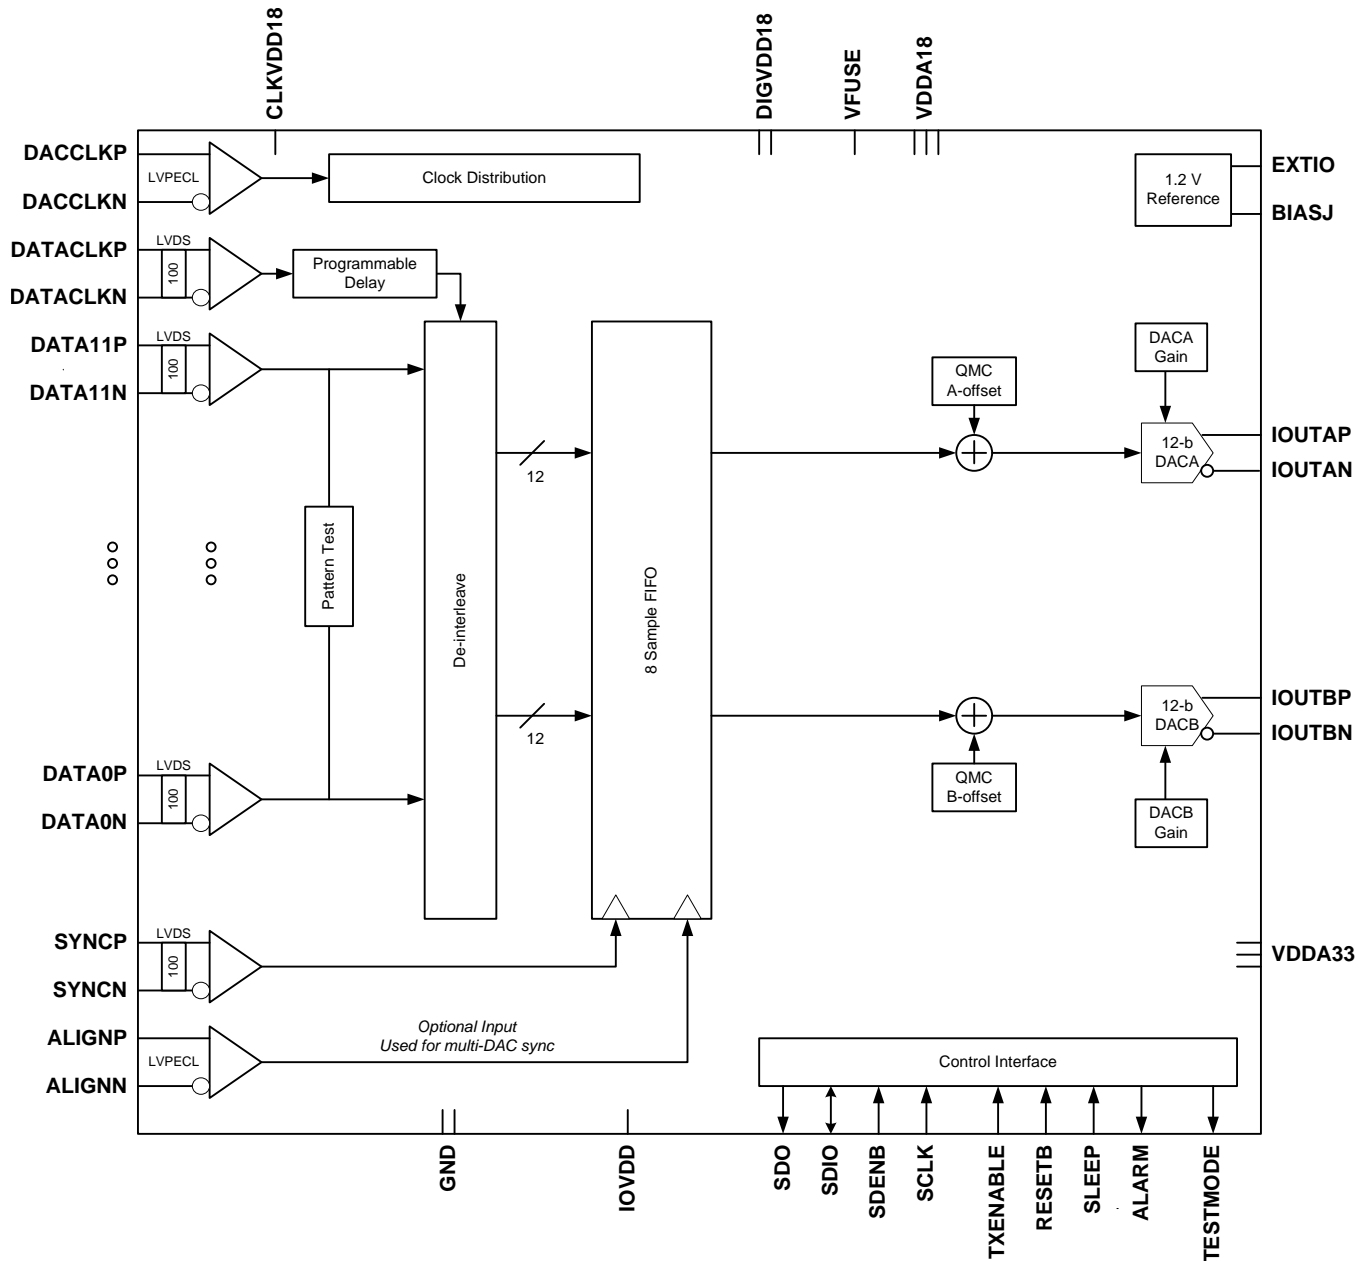 CLKVDD18
DIGVDD18
VFUSE
VDDA18
DACCLKP
LVPECL
DACCLKN
Clock Distribution
1.2 V
Reference
EXTIO
BIASJ
DATACLKP
LVDS
100
DATACLKN
Programmable
Delay
DATA11P
LVDS
100
DATA11N
DACA
Gain
QMC
A-offset
12
12-b
DACA
IOUTAP
IOUTAN
Pattern Test
De-interleave
8 Sample FIFO
12
12-b
DACB
IOUTBP
IOUTBN
QMC
B-offset
DACB
Gain
DATA0P
LVDS
100
DATA0N
SYNCP
LVDS
100
SYNCN
VDDA33
ALIGNP
LVPECL
ALIGNN
Optional Input
Used for multi-DAC sync
Control Interface
GND
IOVDD
SDO
SDIO
SDENB
SCLK
TXENABLE
RESETB
SLEEP
ALARM
TESTMODE